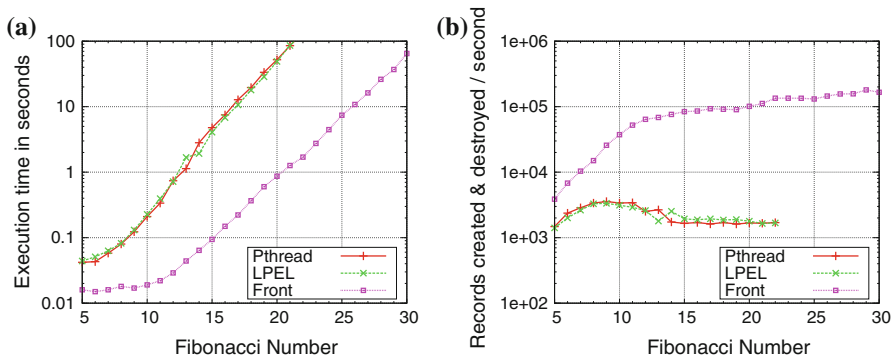 (a)
Execution time in seconds
100
10
1
0.1
0.01
5 10 15 20 25 30
Fibonacci Number
Pthread
LPEL
Front
(b)
Records created & destroyed / second
1e+06
1e+05
1e+04
1e+03
1e+02
5 10 15 20 25 30
Fibonacci Number
Pthread
LPEL
Front